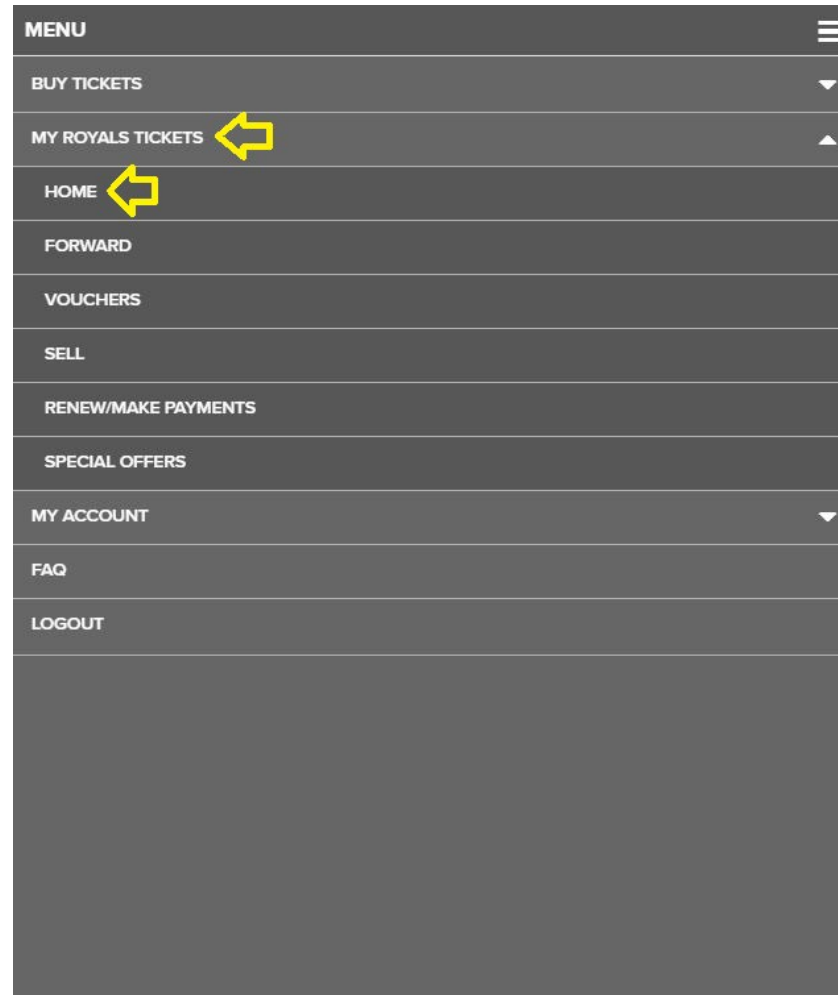 MENU
BUY TICKETS
MY ROYALS TICKETS
HOME
FORWARD
VOUCHERS
SELL
RENEW/MAKE PAYMENTS
SPECIAL OFFERS
MY ACCOUNT
FAQ
LOGOUT